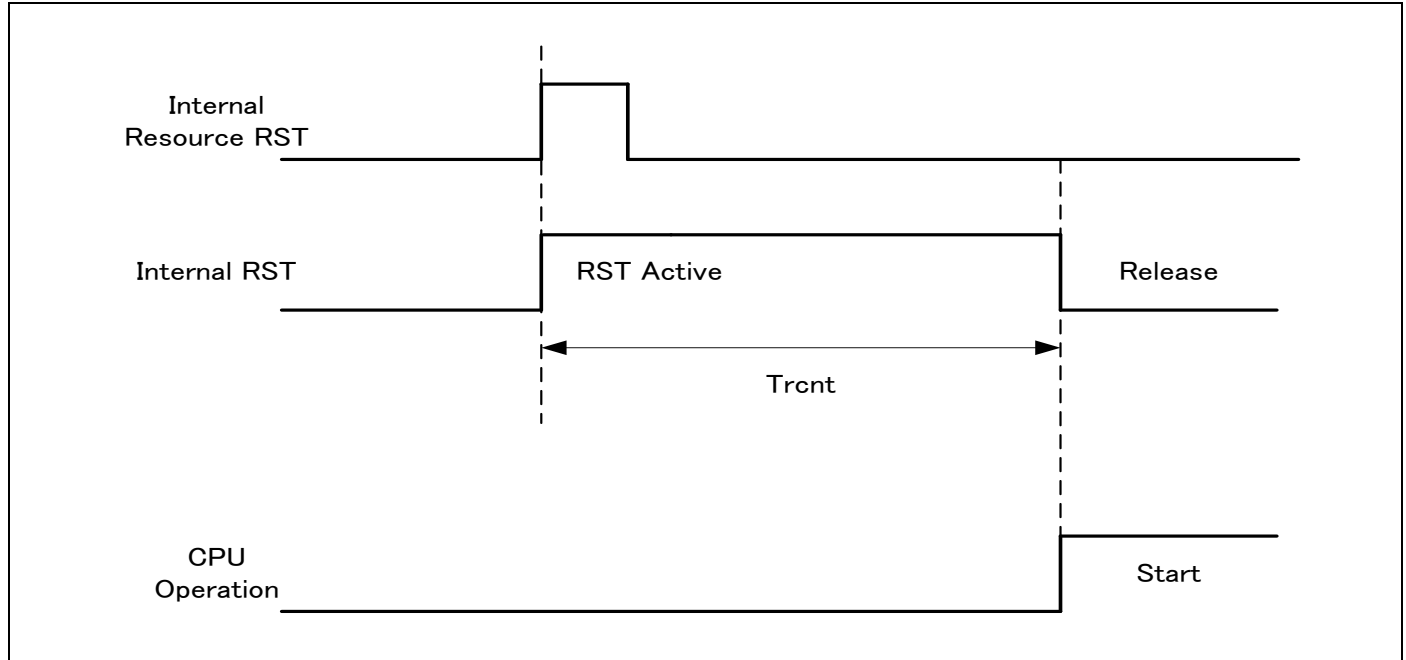 Internal
Resource RST
Internal RST
RST Active
Release
Trcnt
CPU
Operation
Start